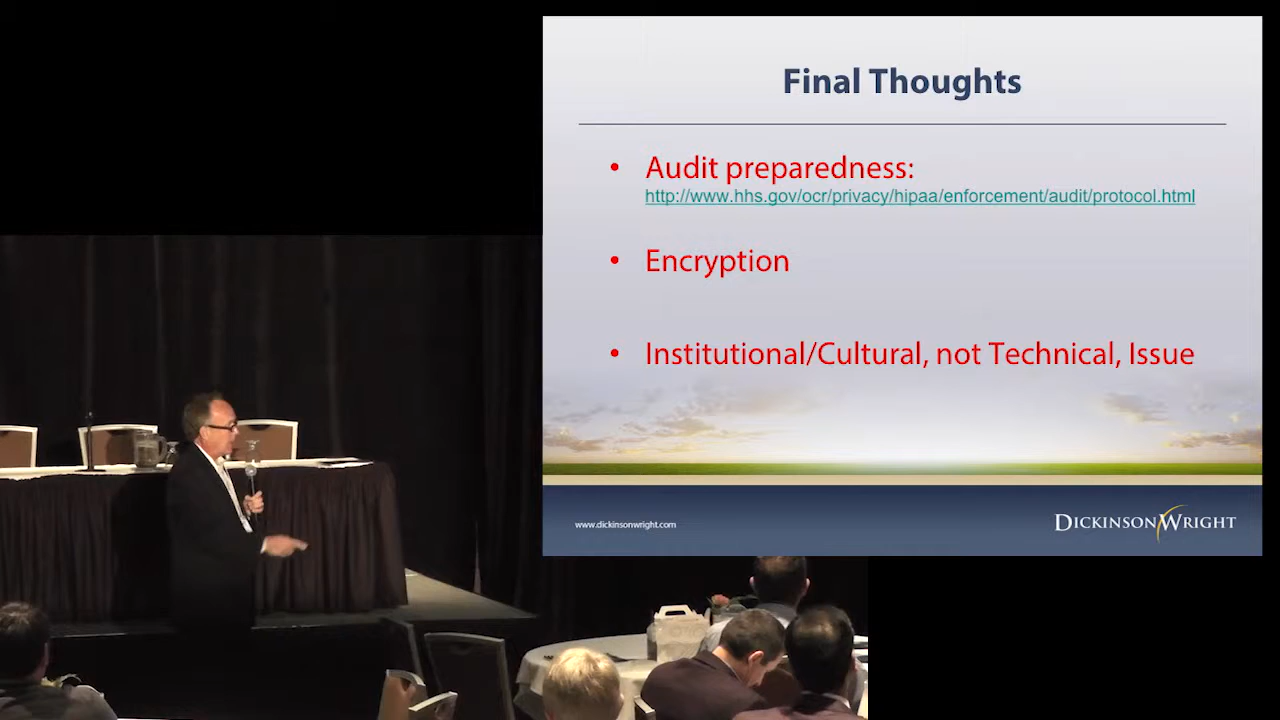 Final Thoughts
• Audit preparedness:
http://www.hhs.gov/ocr/privacy/hipaa/enforcement/audit/protocol.html
• Encryption
• Institutional/Cultural, not Technical, Issue
www.dickinsonwright.com
DICKINSON WRIGHT